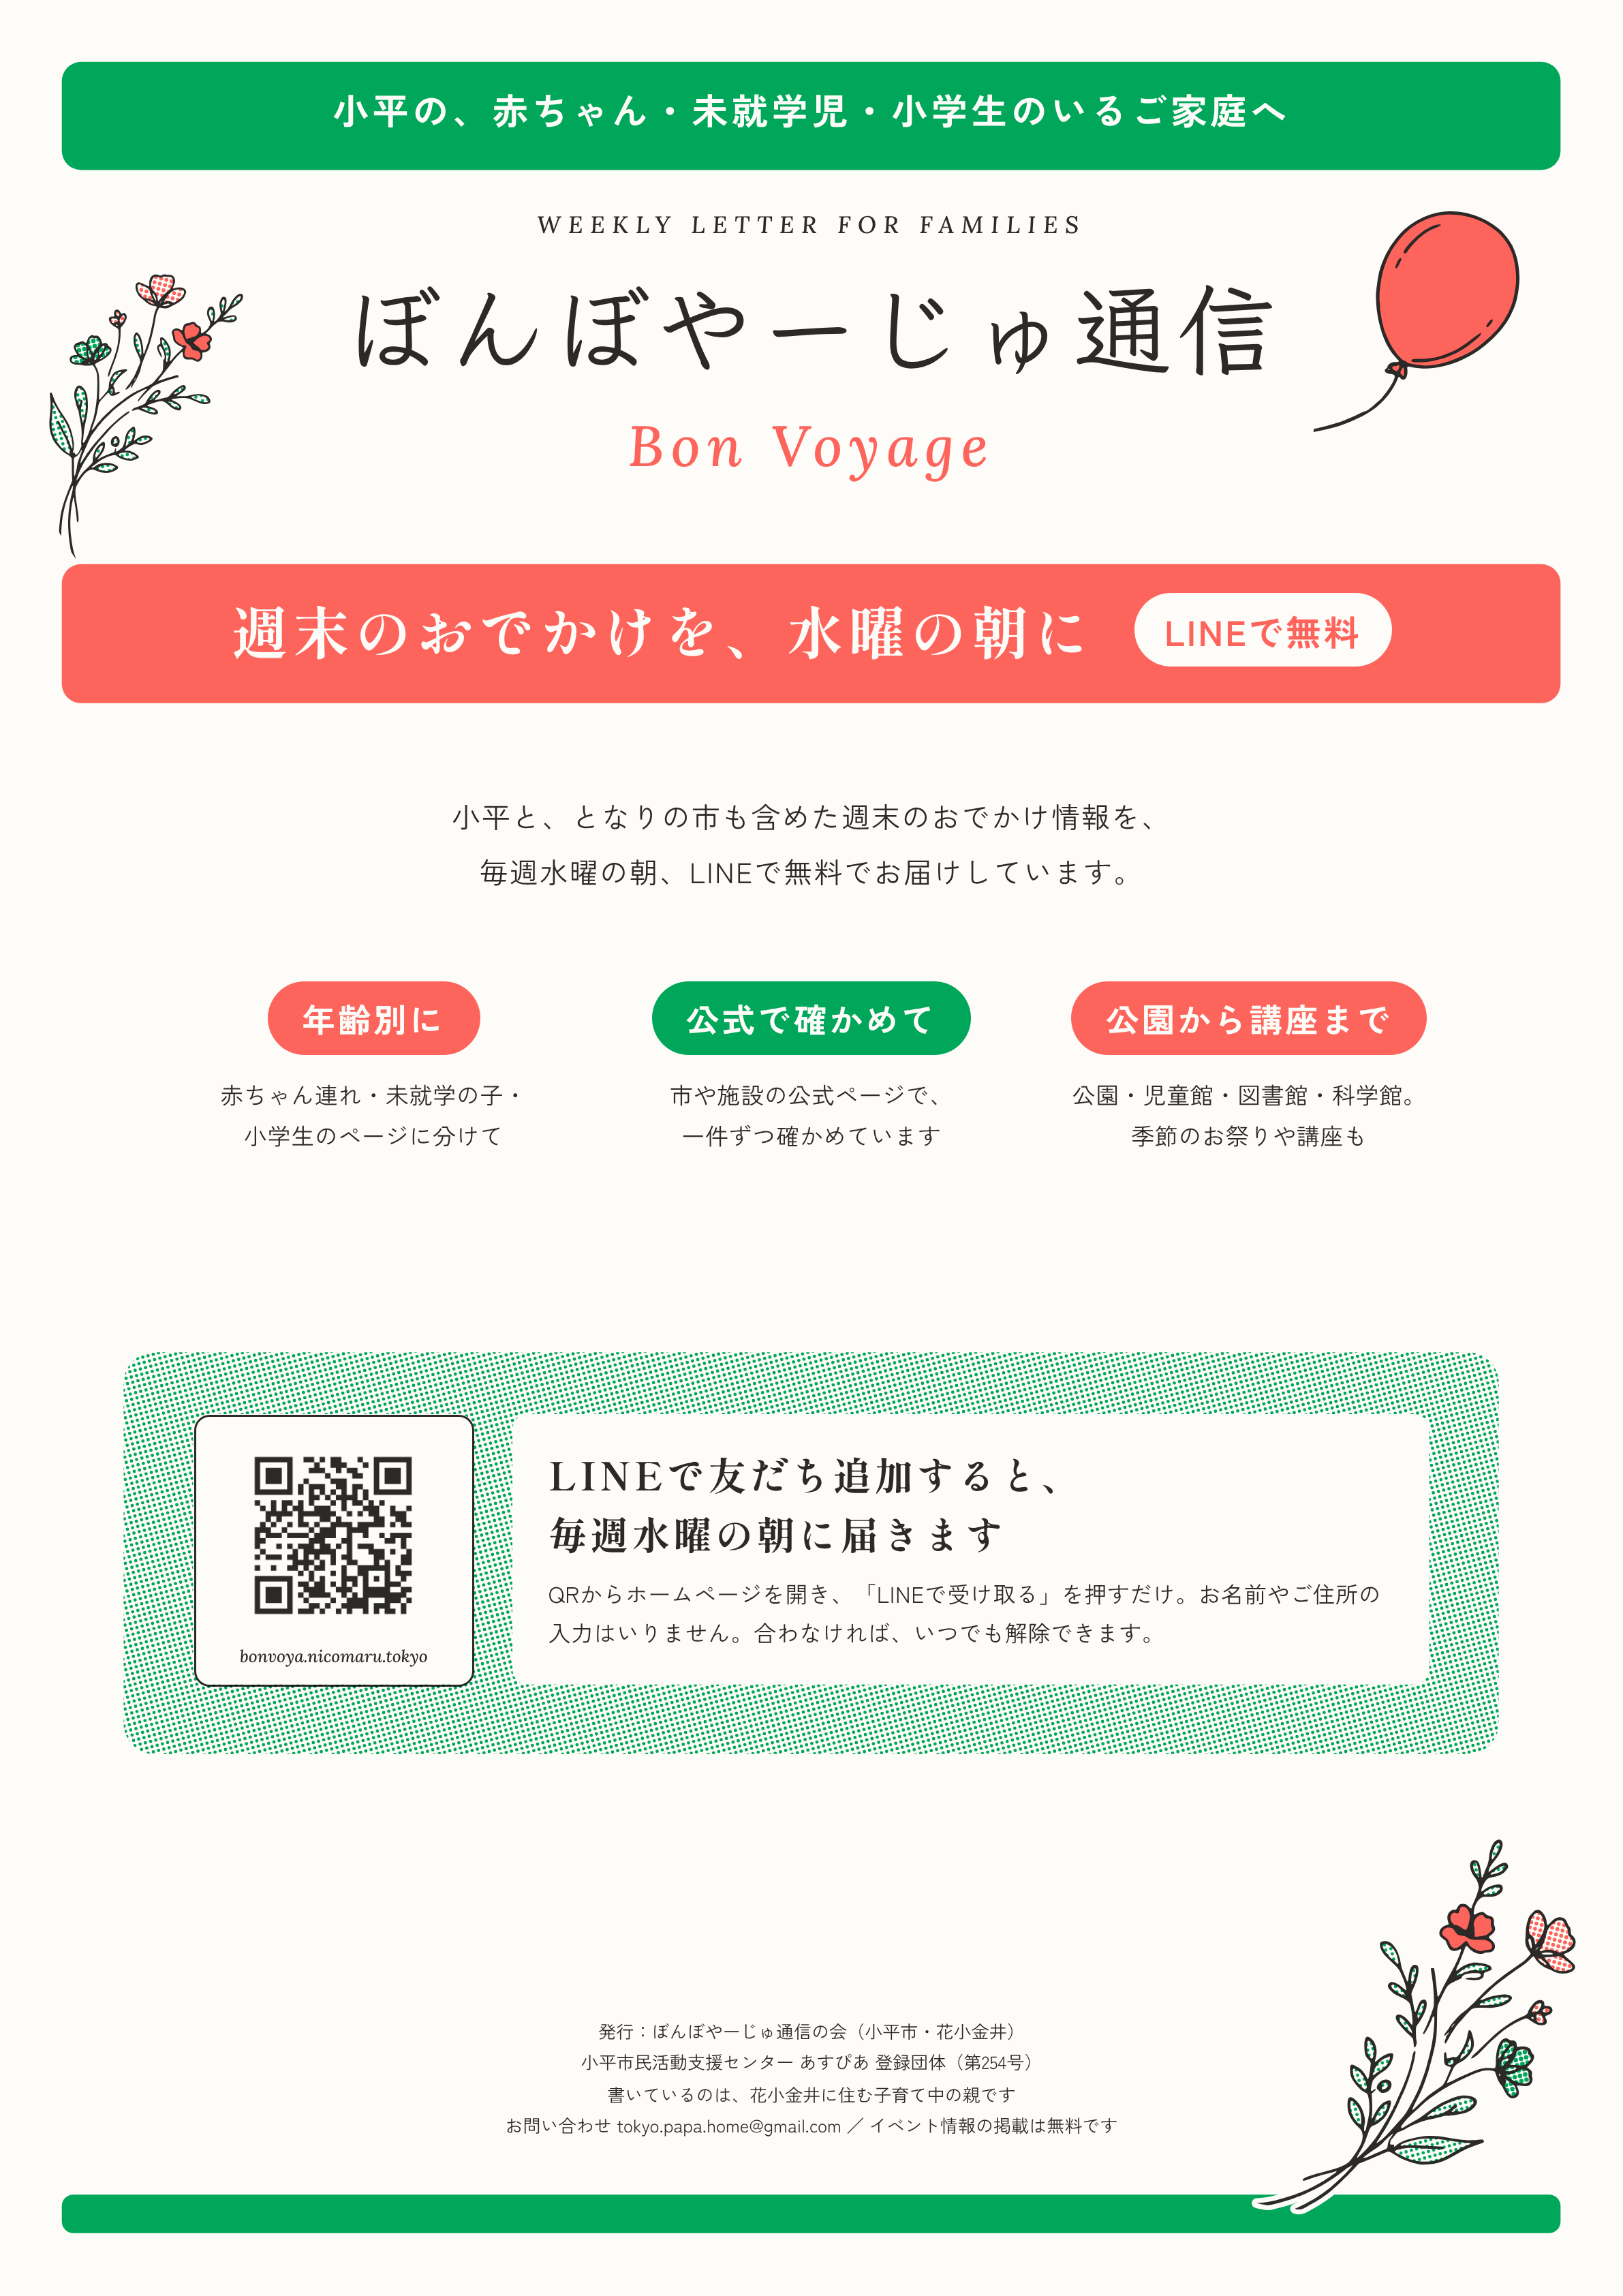 小平の、赤ちゃん・未就学児・小学生のいるご家庭へ
WEEKLY LETTER FOR FAMILIES
ぼんぼやーじゅ通信
Bon Voyage
週末のおでかけを、水曜の朝に
LINEで無料
小平と、となりの市も含めた週末のおでかけ情報を、
毎週水曜の朝、LINEで無料でお届けしています。
年齢別に
赤ちゃん連れ・未就学の子・
小学生のページに分けて
公式で確かめて
市や施設の公式ページで、
一件ずつ確かめています
公園から講座まで
公園・児童館・図書館・科学館。
季節のお祭りや講座も
bonvoya.nicomaru.tokyo
LINEで友だち追加すると、
毎週水曜の朝に届きます
QRからホームページを開き、「LINEで受け取る」を押すだけ。お名前やご住所の
入力はいりません。合わなければ、いつでも解除できます。
発行：ぼんぼやーじゅ通信の会（小平市・花小金井）
小平市民活動支援センター あすぴあ 登録団体（第254号）
書いているのは、花小金井に住む子育て中の親です
お問い合わせ tokyo.papa.home@gmail.com ／ イベント情報の掲載は無料です